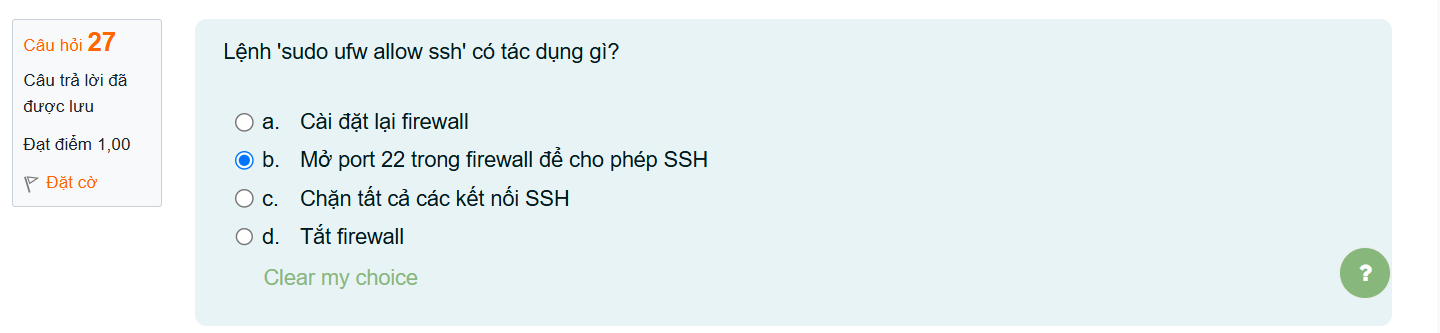 Câu hỏi 27
Câu trả lời đã
được lưu
Đạt điểm 1,00
Đặt cờ
Lệnh 'sudo ufw allow ssh' có tác dụng gì?
a. Cài đặt lại firewall
b. Mở port 22 trong firewall để cho phép SSH
c. Chặn tất cả các kết nối SSH
d. Tắt firewall
Clear my choice
?